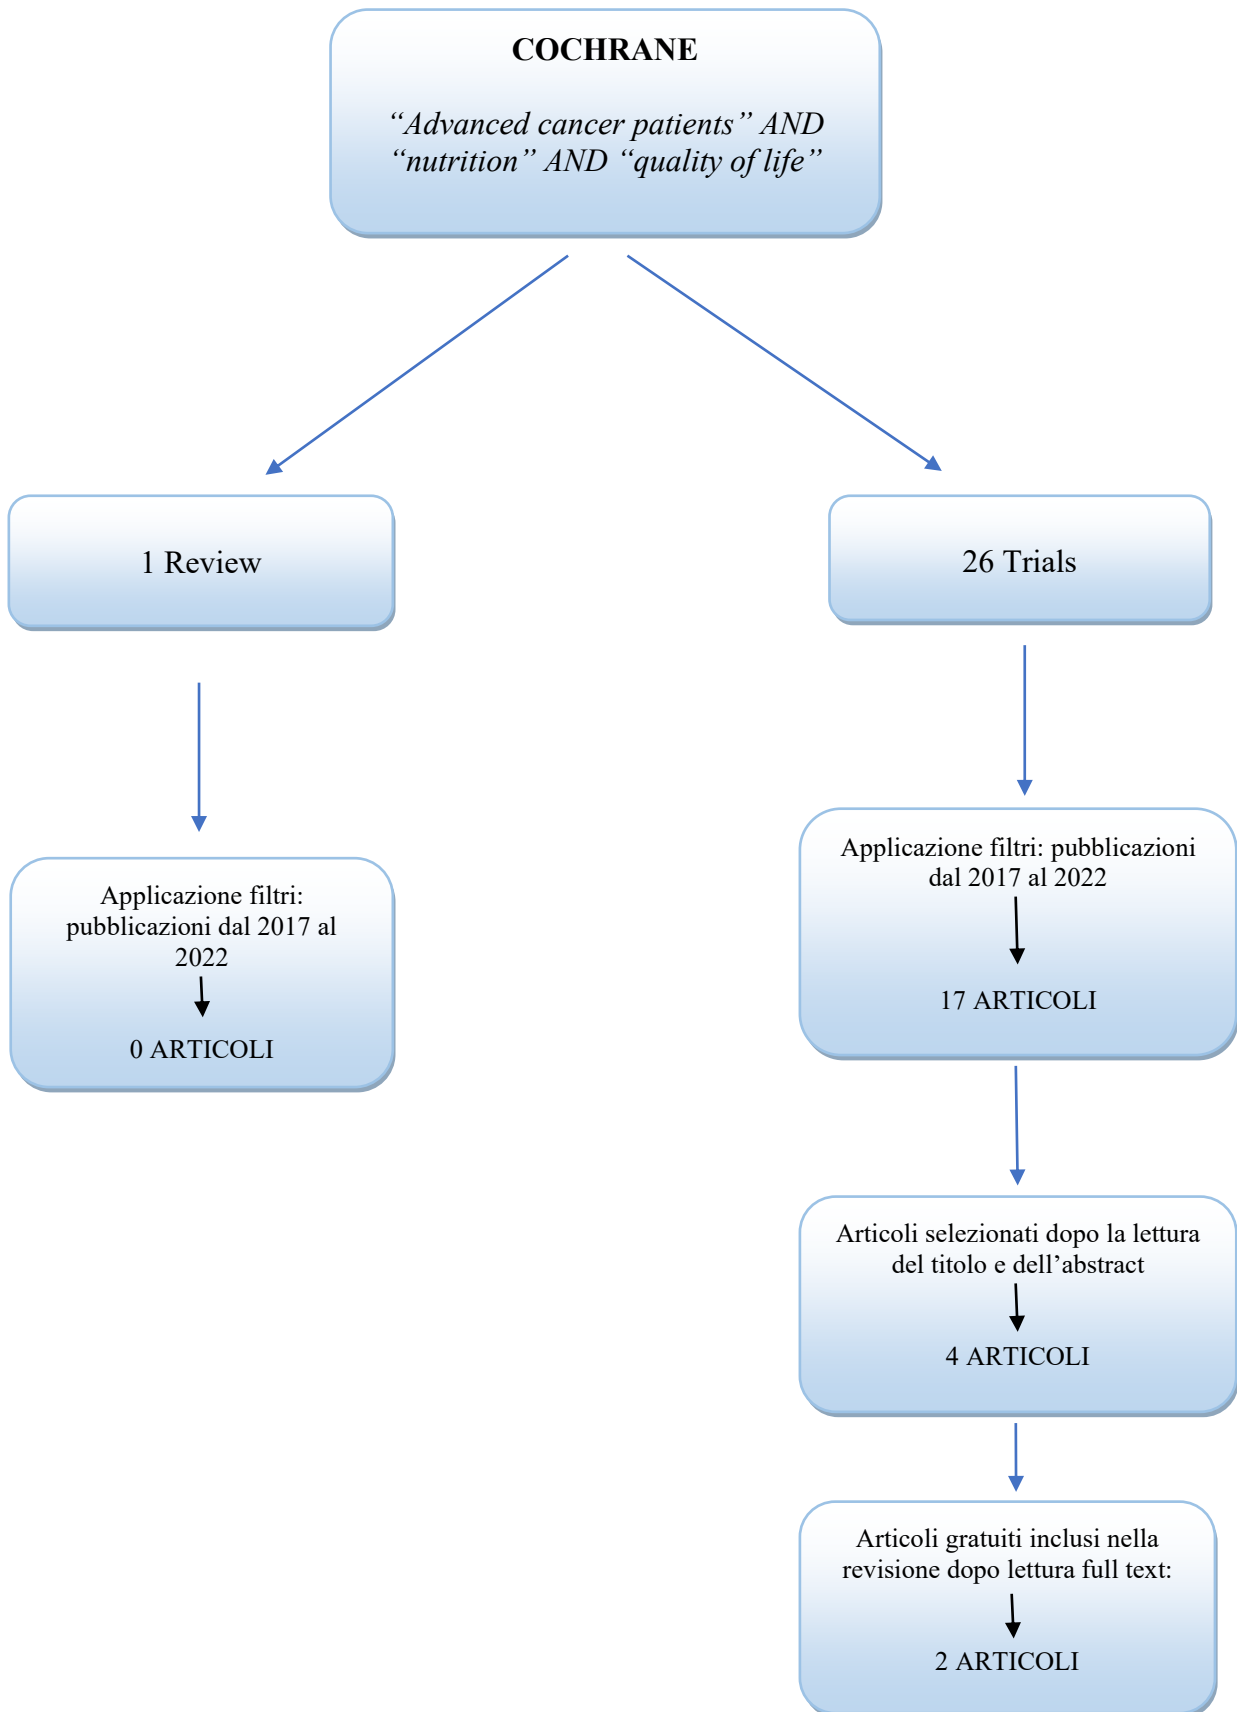 COCHRANE
“Advanced cancer patients” AND
“nutrition” AND “quality of life”
1 Review
26 Trials
Applicazione filtri:
pubblicazioni dal 2017 al
2022
0 ARTICOLI
Applicazione filtri: pubblicazioni
dal 2017 al 2022
17 ARTICOLI
Articoli selezionati dopo la lettura
del titolo e dell’abstract
4 ARTICOLI
Articoli gratuiti inclusi nella
revisione dopo lettura full text:
2 ARTICOLI